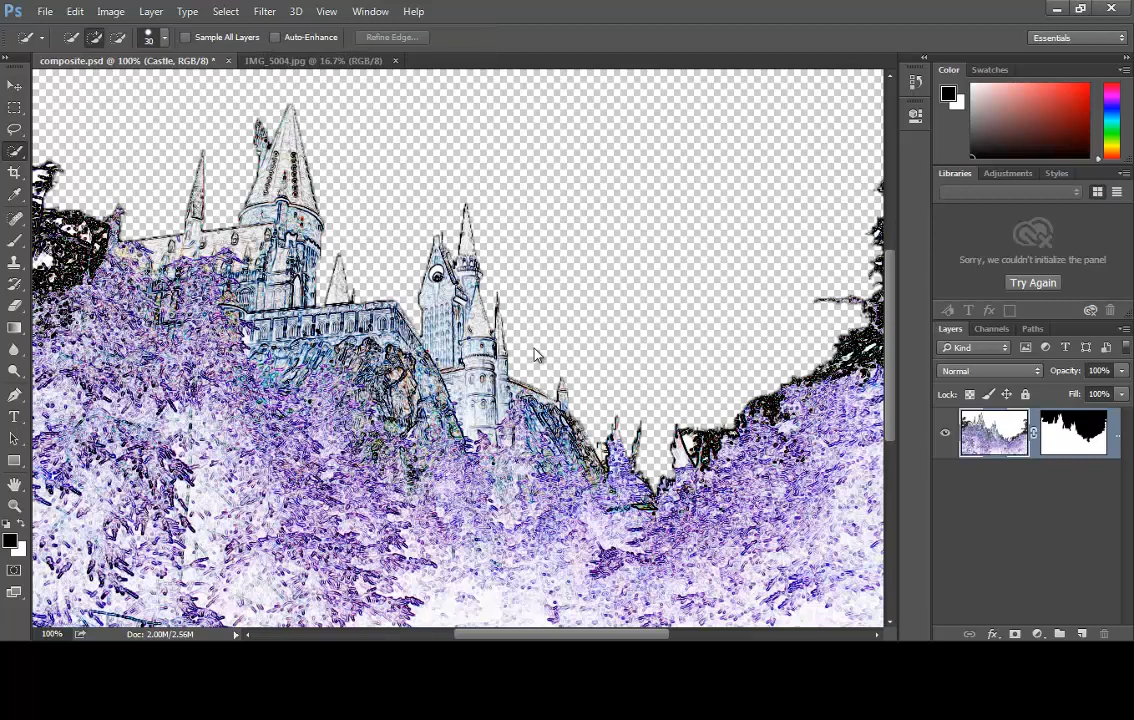 Ps File Edit Image Layer Type Select Filter 3D View Window Help
30 Sample All Layers Auto-Enhance Refine Edge... Essentials
composite.psd @ 100% (Castle, RGB/8) * × IMG_5004.jpg @ 16.7% (RGB/8) ×
Color Swatches
Libraries Adjustments Styles
Sorry, we couldn't initialize the panel
Try Again
Layers Channels Paths
Kind
Normal Opacity: 100%
Lock: Fill: 100%
100% Doc: 2.00M/2.56M